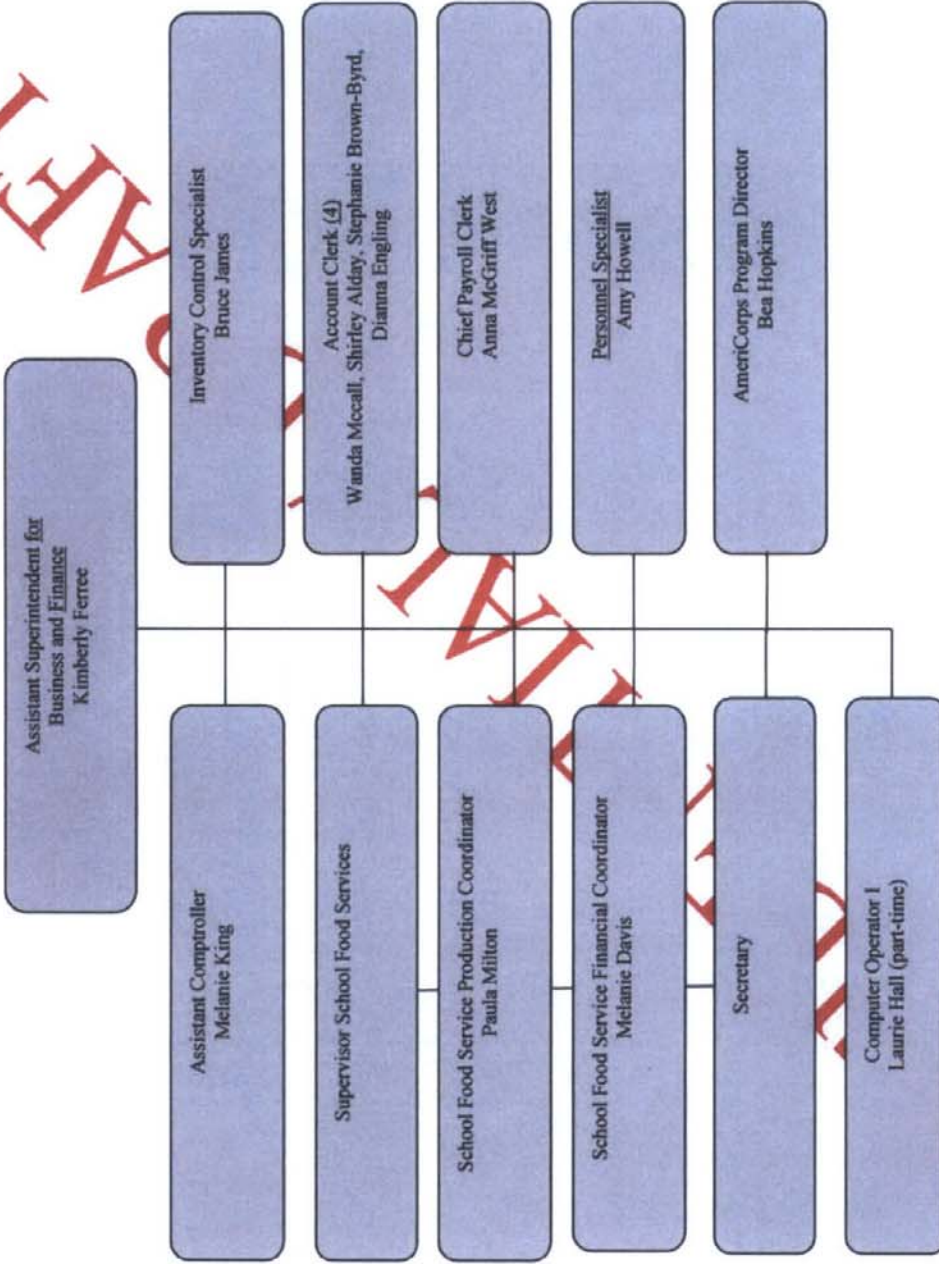 Assistant Superintendent for
Business and Finance
Kimberly Ferree
Assistant Comptroller
Melanie King
Inventory Control Specialist
Bruce James
Supervisor School Food Services
Account Clerk (4)
Wanda Mccall, Shirley Alday, Stephanie Brown-Byrd,
Dianna Engling
School Food Service Production Coordinator
Paula Milton
Chief Payroll Clerk
Anna McGriff West
School Food Service Financial Coordinator
Melanie Davis
Personnel Specialist
Amy Howell
Secretary
AmeriCorps Program Director
Bea Hopkins
Computer Operator I
Laurie Hall (part-time)